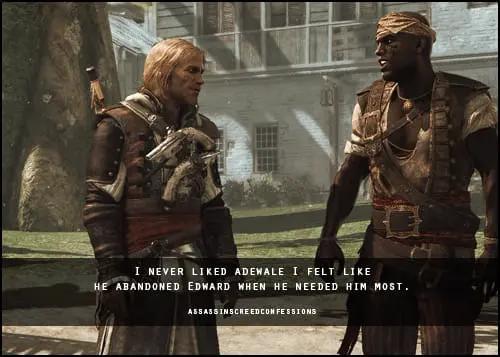 I NEVER LIKED ADEWALE I FELT LIKE
HE ABANDONED EDWARD WHEN HE NEEDED HIM MOST.
ASSASSINSCREEDCONFESSIONS